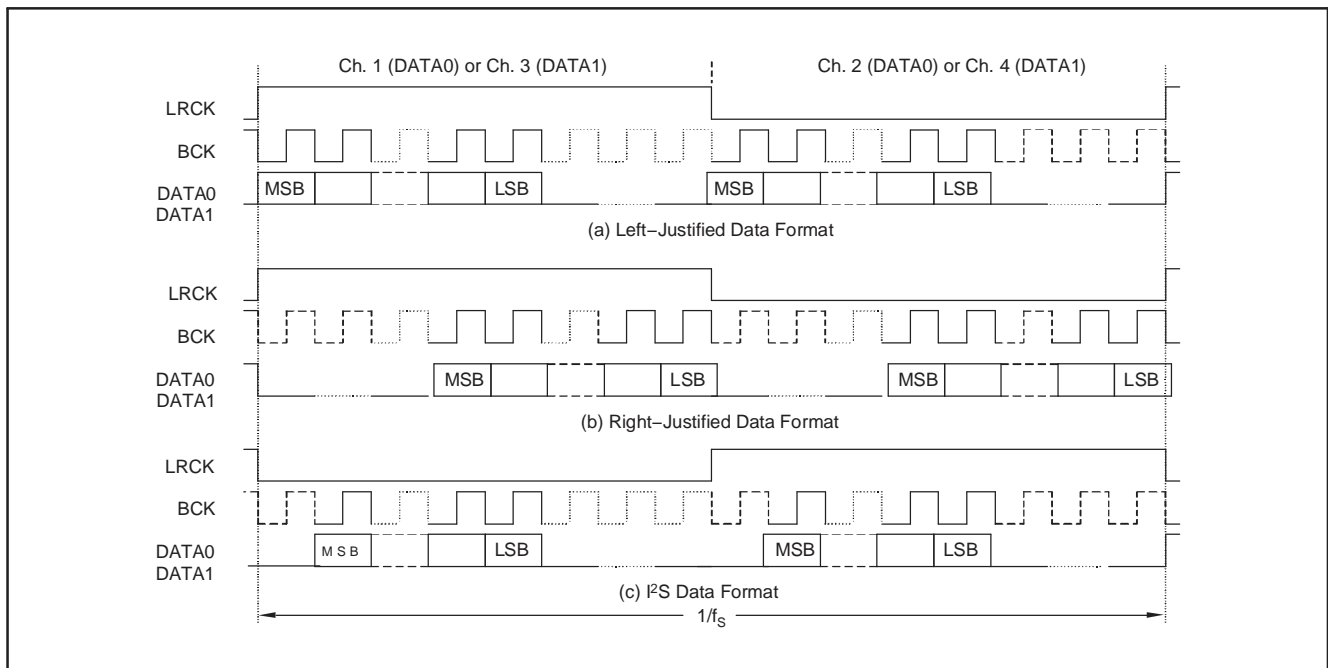 Ch. 1 (DATA0) or Ch. 3 (DATA1) Ch. 2 (DATA0) or Ch. 4 (DATA1)
LRCK
BCK
DATA0 MSB LSB MSB LSB
DATA1
(a) Left−Justified Data Format
LRCK
BCK
DATA0 MSB LSB MSB LSB
DATA1
(b) Right−Justified Data Format
LRCK
BCK
DATA0 M S B LSB MSB LSB
DATA1
(c) I²S Data Format
1/fS